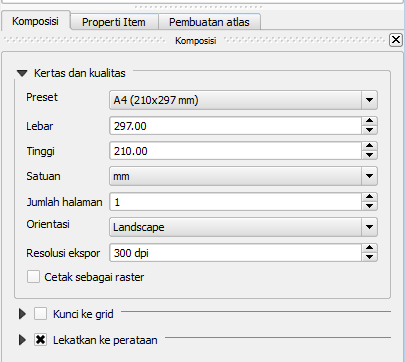 Komposisi Properti Item Pembuatan atlas
Komposisi
Kertas dan kualitas
Preset A4 (210x297 mm)
Lebar 297.00
Tinggi 210.00
Satuan mm
Jumlah halaman 1
Orientasi Landscape
Resolusi ekspor 300 dpi
Cetak sebagai raster
Kunci ke grid
Lekatkan ke perataan